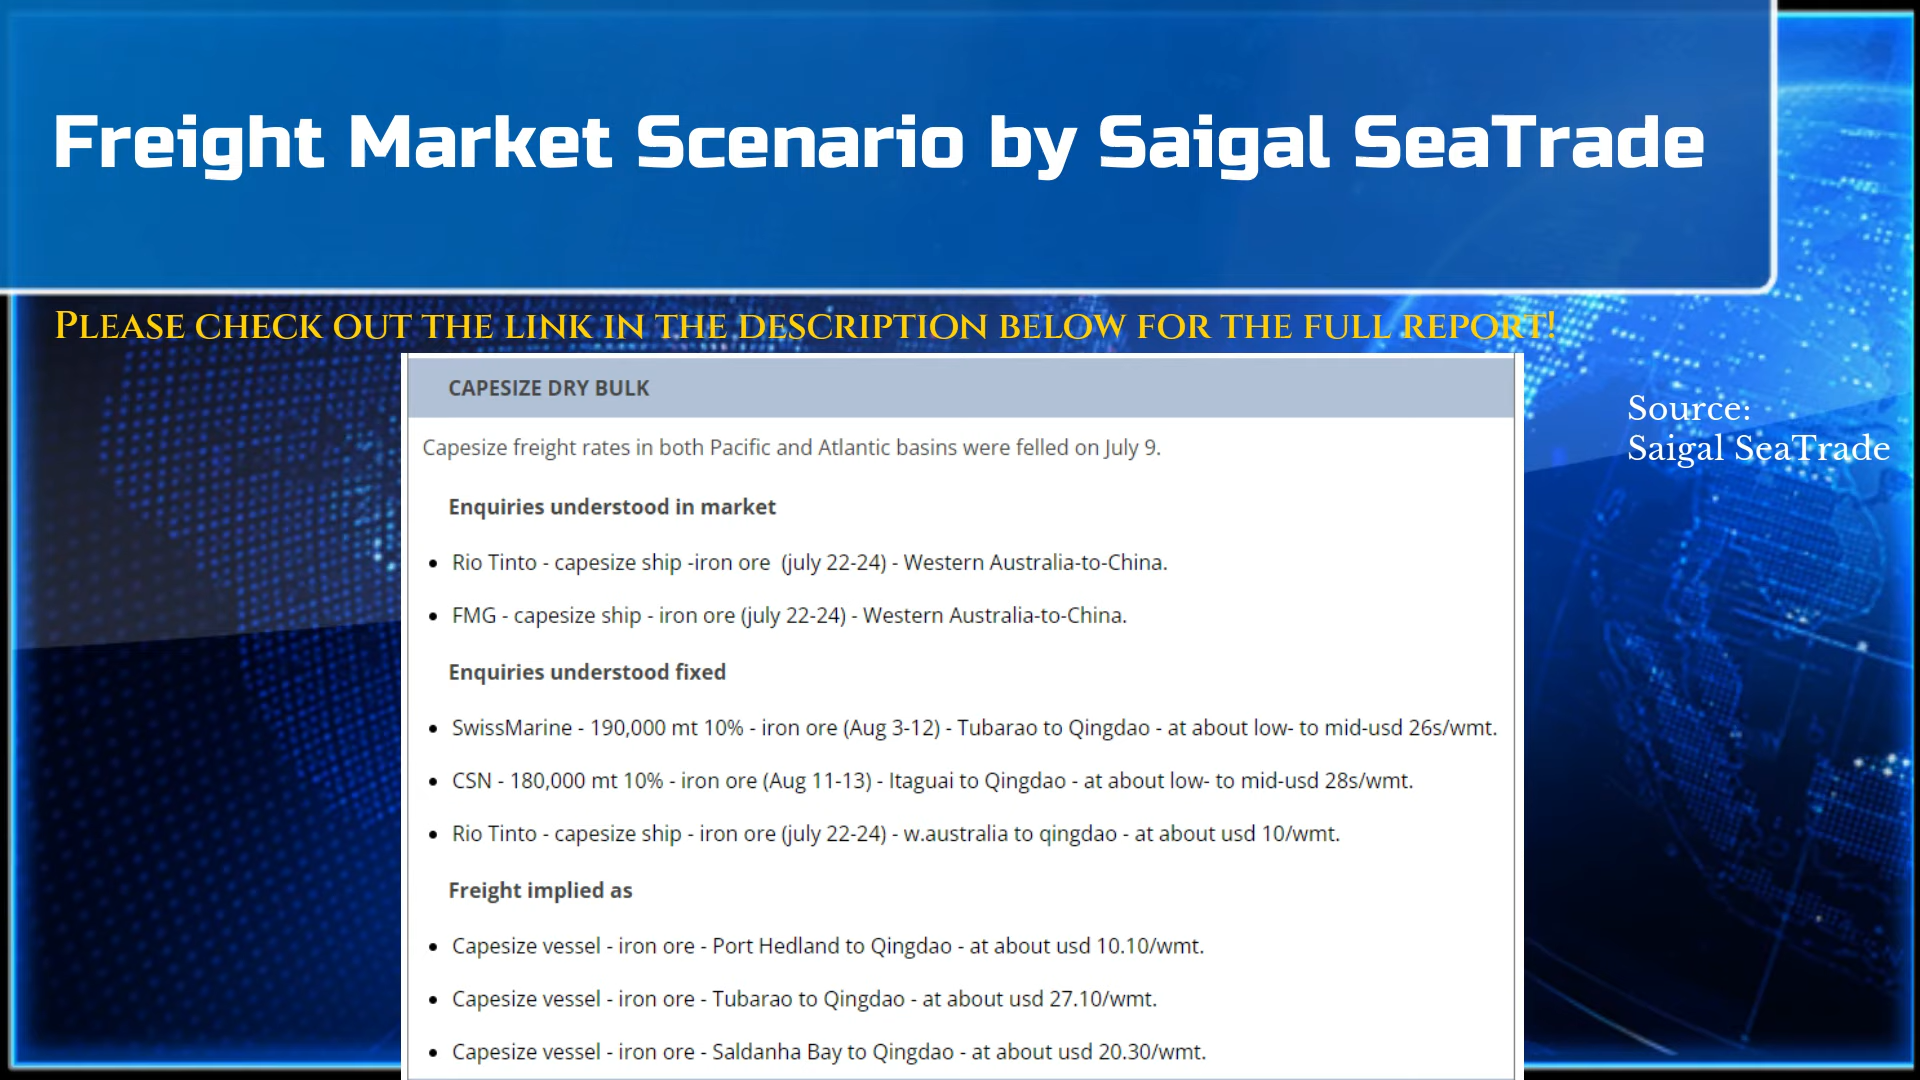 Freight Market Scenario by Saigal SeaTrade
Please check out the link in the description below for the full report!
CAPESIZE DRY BULK
Source:
Saigal SeaTrade
Capesize freight rates in both Pacific and Atlantic basins were felled on July 9.
Enquiries understood in market
• Rio Tinto - capesize ship -iron ore  (july 22-24) - Western Australia-to-China.
• FMG - capesize ship - iron ore (july 22-24) - Western Australia-to-China.
Enquiries understood fixed
• SwissMarine - 190,000 mt 10% - iron ore (Aug 3-12) - Tubarao to Qingdao - at about low- to mid-usd 26s/wmt.
• CSN - 180,000 mt 10% - iron ore (Aug 11-13) - Itaguai to Qingdao - at about low- to mid-usd 28s/wmt.
• Rio Tinto - capesize ship - iron ore (july 22-24) - w.australia to qingdao - at about usd 10/wmt.
Freight implied as
• Capesize vessel - iron ore - Port Hedland to Qingdao - at about usd 10.10/wmt.
• Capesize vessel - iron ore - Tubarao to Qingdao - at about usd 27.10/wmt.
• Capesize vessel - iron ore - Saldanha Bay to Qingdao - at about usd 20.30/wmt.